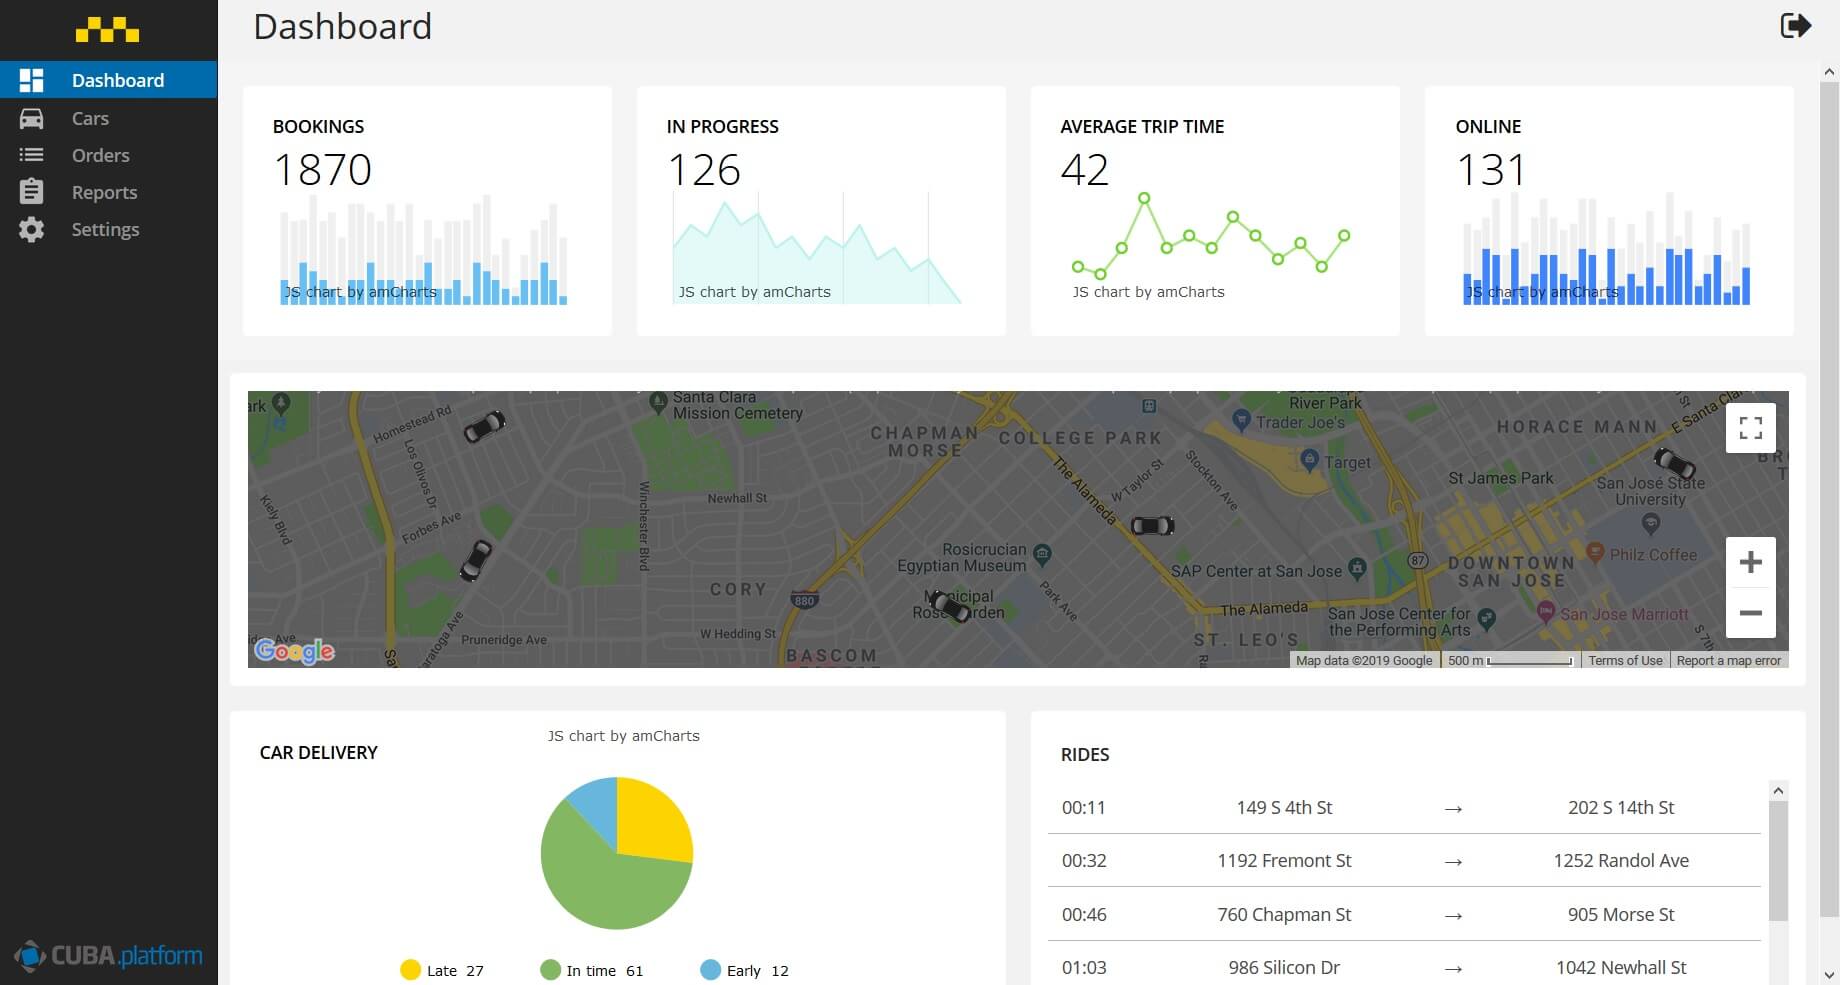 Dashboard
Dashboard
Cars
Orders
Reports
Settings
CUBA.platform
BOOKINGS
1870
JS chart by amCharts
IN PROGRESS
126
JS chart by amCharts
AVERAGE TRIP TIME
42
JS chart by amCharts
ONLINE
131
JS chart by amCharts
ark
Homestead Rd
Los Olivos Dr
Kiely Blvd
Forbes Ave
Santa Clara
Mission Cemetery
Winchester Blvd
Newhall St
CHAPMAN
MORSE
COLLEGE PARK
River Park
Trader Joe's
Target
HORACE MANN
E Santa Cla
St James Park
San José State
University
The Alameda
W Taylor St
Stockton Ave
Rosicrucian
Egyptian Museum
Park Ave
CORY
880
SAP Center at San Jose
87
DOWNTOWN
SAN JOSE
Philz Coffee
The Alameda
San Jose Center for
the Performing Arts
San Jose Marriott
ST. LEO'S
S 7th
W Hedding St
Pruneridge Ave
aratoga Ave
BASCOM
Google
Map data ©2019 Google
500 m
Terms of Use
Report a map error
CAR DELIVERY
JS chart by amCharts
Late 27
In time 61
Early 12
RIDES
00:11 149 S 4th St → 202 S 14th St
00:32 1192 Fremont St → 1252 Randol Ave
00:46 760 Chapman St → 905 Morse St
01:03 986 Silicon Dr → 1042 Newhall St